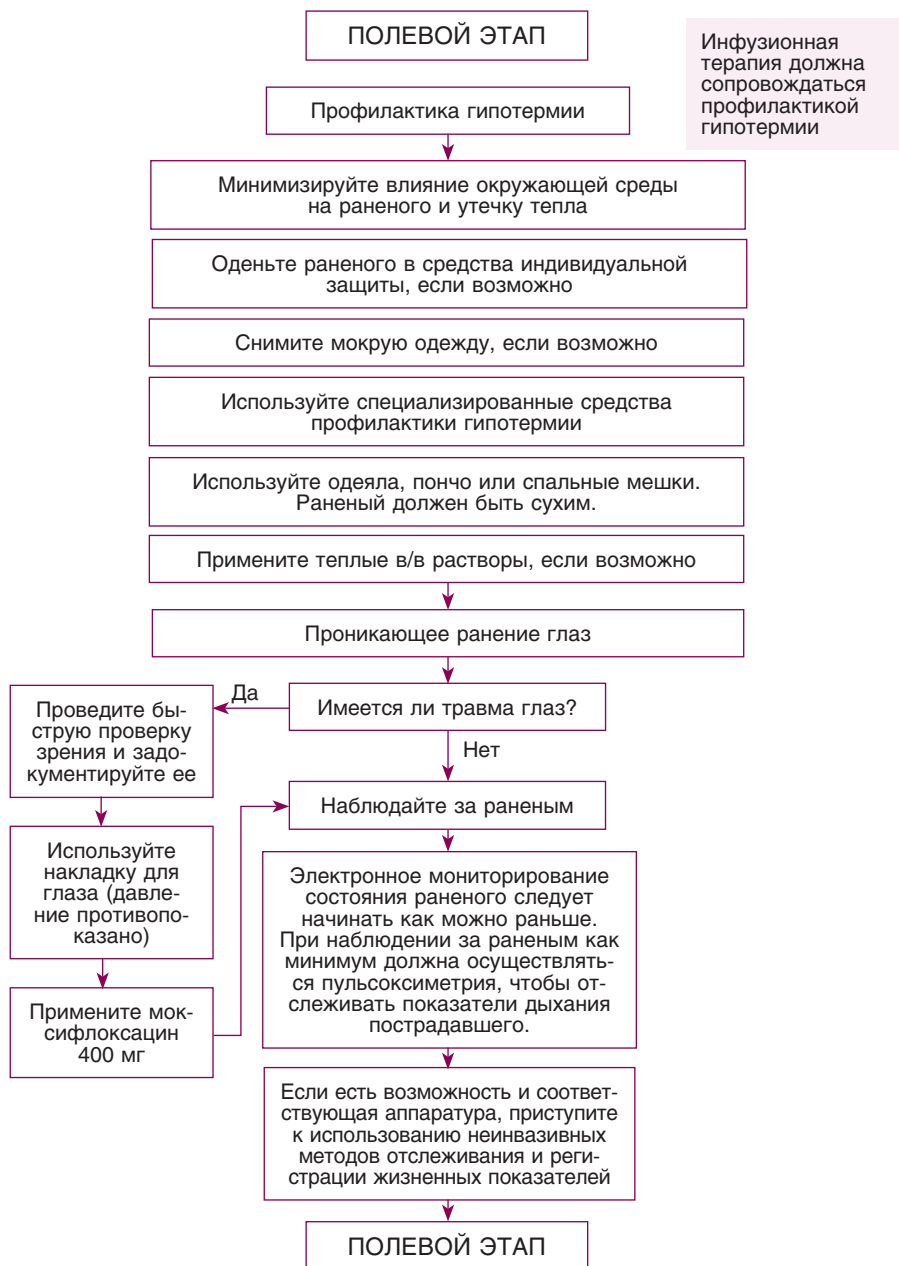 ПОЛЕВОЙ ЭТАП
Инфузионная
терапия должна
сопровождаться
профилактикой
гипотермии
Профилактика гипотермии
Минимизируйте влияние окружающей среды
на раненого и утечку тепла
Оденьте раненого в средства индивидуальной
защиты, если возможно
Снимите мокрую одежду, если возможно
Используйте специализированные средства
профилактики гипотермии
Используйте одеяла, пончо или спальные мешки.
Раненый должен быть сухим.
Примените теплые в/в растворы, если возможно
Проникающее ранение глаз
Имеется ли травма глаз?
Да
Нет
Проведите бы-
струю проверку
зрения и задо-
кументируйте ее
Используйте
накладку для
глаза (давле-
ние противопо-
казано)
Примените мок-
сифлоксацин
400 мг
Наблюдайте за раненым
Электронное мониторирование
состояния раненого следует
начинать как можно раньше.
При наблюдении за раненым как
минимум должна осуществлять-
ся пульсоксиметрия, чтобы от-
слеживать показатели дыхания
пострадавшего.
Если есть возможность и соответ-
ствующая аппаратура, приступите
к использованию неинвазивных
методов отслеживания и реги-
страции жизненных показателей
ПОЛЕВОЙ ЭТАП